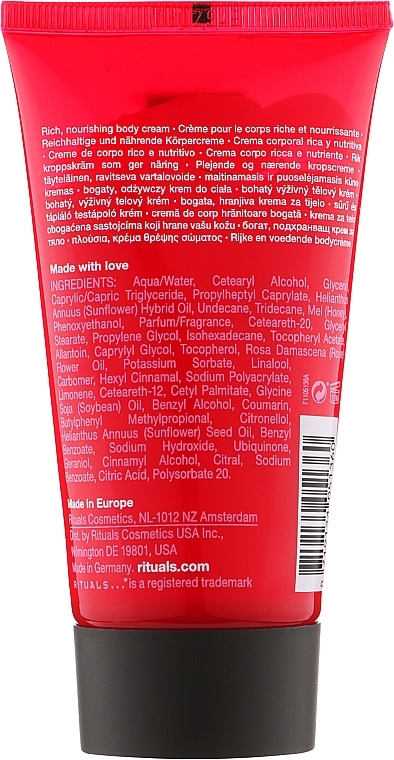 Rich, nourishing body cream • Crème pour le corps riche et nourrissante •
Reichhaltige und nährende Körpercreme • Crema corporal rica y nutritiva
• Creme de corpo rico e nutritivo • Crema corpo ricca e nutriente • Rik
kroppskräm som ger näring • Plejende og nærende kropscreme •
täyteläinen, ravitseva vartalovoide • maitinamasis ir puoselėjamasis kūno
kremas • bogaty, odżywczy krem do ciała • bohatý výživný tělový krém •
bohatý, výživný telový krém • bogata, hranjiva krema za tijelo • sűrű és
tápláló testápoló krém • cremă de corp hrănitoare bogată • krema za telo
obogaćena sastojcima koji hrane vašu kožu • богат, подхранващ крем за
тяло • πλούσια, κρέμα θρέψης σώματος • Rijke en voedende bodycrème
Made with love
INGREDIENTS: Aqua/Water, Cetearyl Alcohol, Glycerin,
Caprylic/Capric Triglyceride, Propylheptyl Caprylate, Helianthus
Annuus (Sunflower) Hybrid Oil, Undecane, Tridecane, Mel (Honey),
Phenoxyethanol, Parfum/Fragrance, Ceteareth-20, Glyceryl
Stearate, Propylene Glycol, Isohexadecane, Tocopheryl Acetate,
Allantoin, Caprylyl Glycol, Tocopherol, Rosa Damascena (Rose)
Flower Oil, Potassium Sorbate, Linalool,
Carbomer, Hexyl Cinnamal, Sodium Polyacrylate,
Limonene, Ceteareth-12, Cetyl Palmitate, Glycine
Soja (Soybean) Oil, Benzyl Alcohol, Coumarin,
Butylphenyl Methylpropional, Citronellol,
Helianthus Annuus (Sunflower) Seed Oil, Benzyl
Benzoate, Sodium Hydroxide, Ubiquinone,
Geraniol, Cinnamyl Alcohol, Citral, Sodium
Benzoate, Citric Acid, Polysorbate 20.
F1105136A
Made in Europe
Rituals Cosmetics, NL-1012 NZ Amsterdam
Dist. by Rituals Cosmetics USA Inc.,
Wilmington DE 19801, USA
Made in Germany. rituals.com
RITUALS...® is a registered trademark